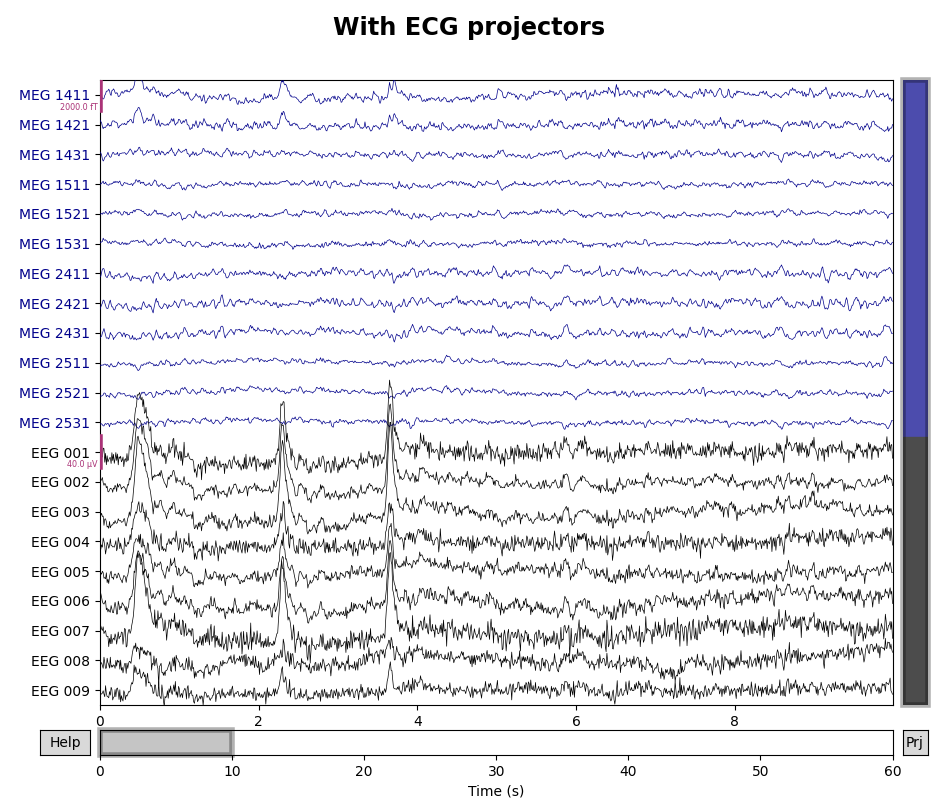 With ECG projectors
MEG 1411
2000.0 fT
MEG 1421
MEG 1431
MEG 1511
MEG 1521
MEG 1531
MEG 2411
MEG 2421
MEG 2431
MEG 2511
MEG 2521
MEG 2531
EEG 001
40.0 µV
EEG 002
EEG 003
EEG 004
EEG 005
EEG 006
EEG 007
EEG 008
EEG 009
0 2 4 6 8
Help Prj
0 10 20 30 40 50 60
Time (s)